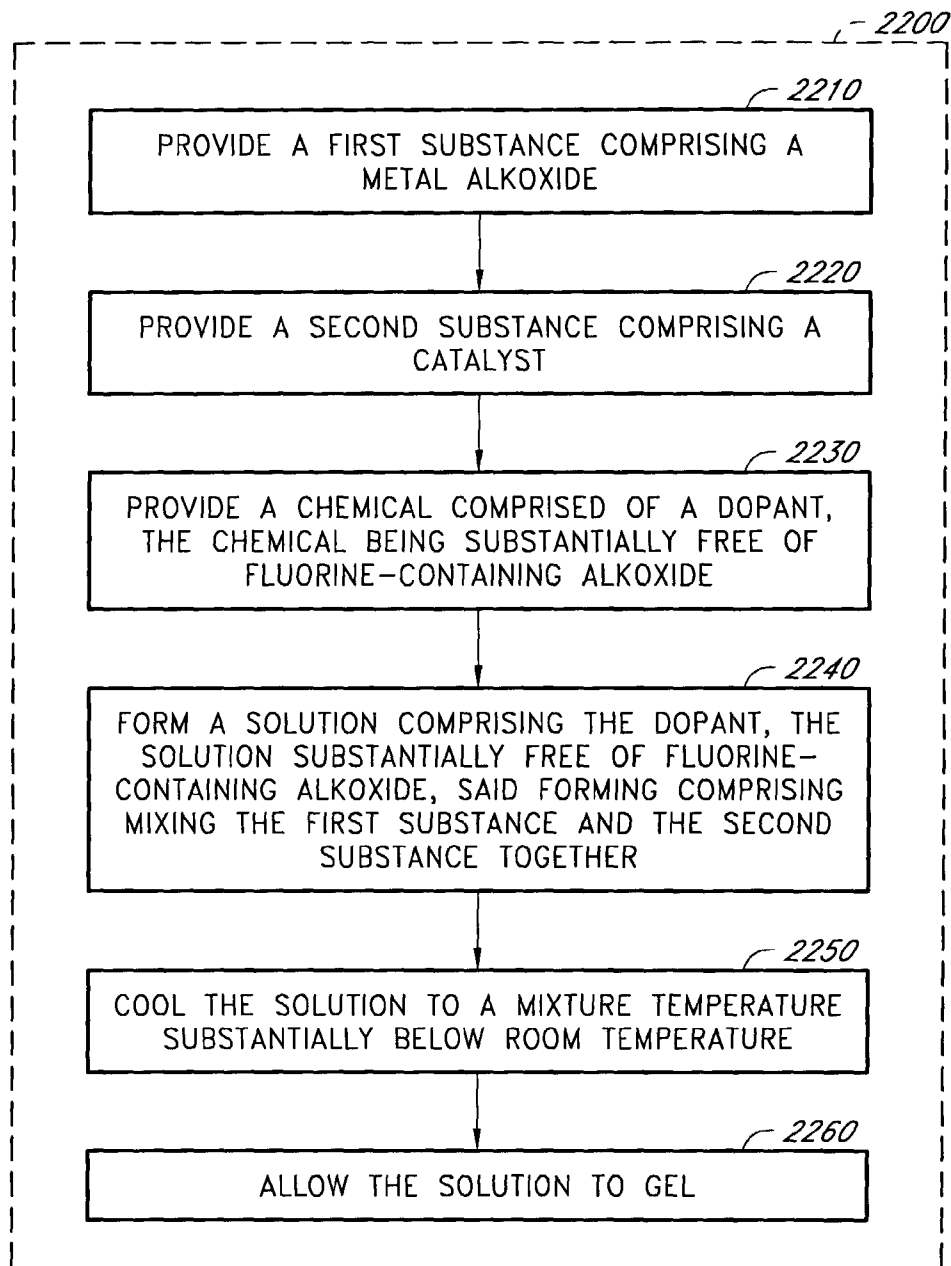 2200
2210
PROVIDE A FIRST SUBSTANCE COMPRISING A
METAL ALKOXIDE
2220
PROVIDE A SECOND SUBSTANCE COMPRISING A
CATALYST
2230
PROVIDE A CHEMICAL COMPRISED OF A DOPANT,
THE CHEMICAL BEING SUBSTANTIALLY FREE OF
FLUORINE-CONTAINING ALKOXIDE
2240
FORM A SOLUTION COMPRISING THE DOPANT, THE
SOLUTION SUBSTANTIALLY FREE OF FLUORINE-
CONTAINING ALKOXIDE, SAID FORMING COMPRISING
MIXING THE FIRST SUBSTANCE AND THE SECOND
SUBSTANCE TOGETHER
2250
COOL THE SOLUTION TO A MIXTURE TEMPERATURE
SUBSTANTIALLY BELOW ROOM TEMPERATURE
2260
ALLOW THE SOLUTION TO GEL